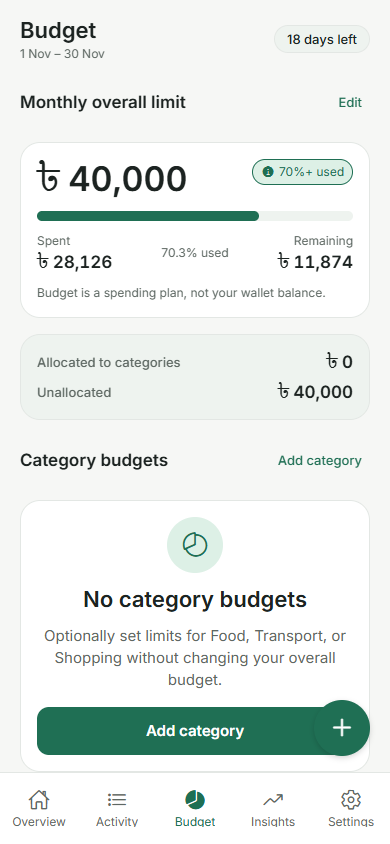 Budget
1 Nov – 30 Nov
18 days left
Monthly overall limit
Edit
৳ 40,000
70%+ used
Spent
৳ 28,126
70.3% used
Remaining
৳ 11,874
Budget is a spending plan, not your wallet balance.
Allocated to categories
৳ 0
Unallocated
৳ 40,000
Category budgets
Add category
No category budgets
Optionally set limits for Food, Transport, or
Shopping without changing your overall
budget.
Add category
Overview
Activity
Budget
Insights
Settings